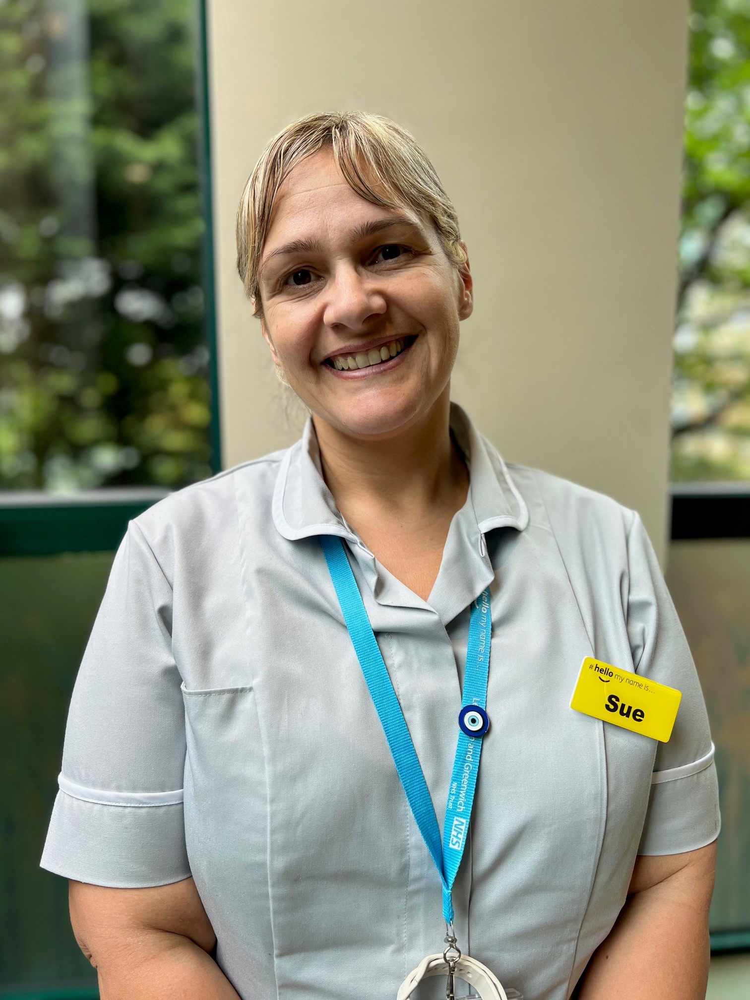 #hello my name is...
Sue
hello my name is...
and Greenwich
NHS Trust
NHS